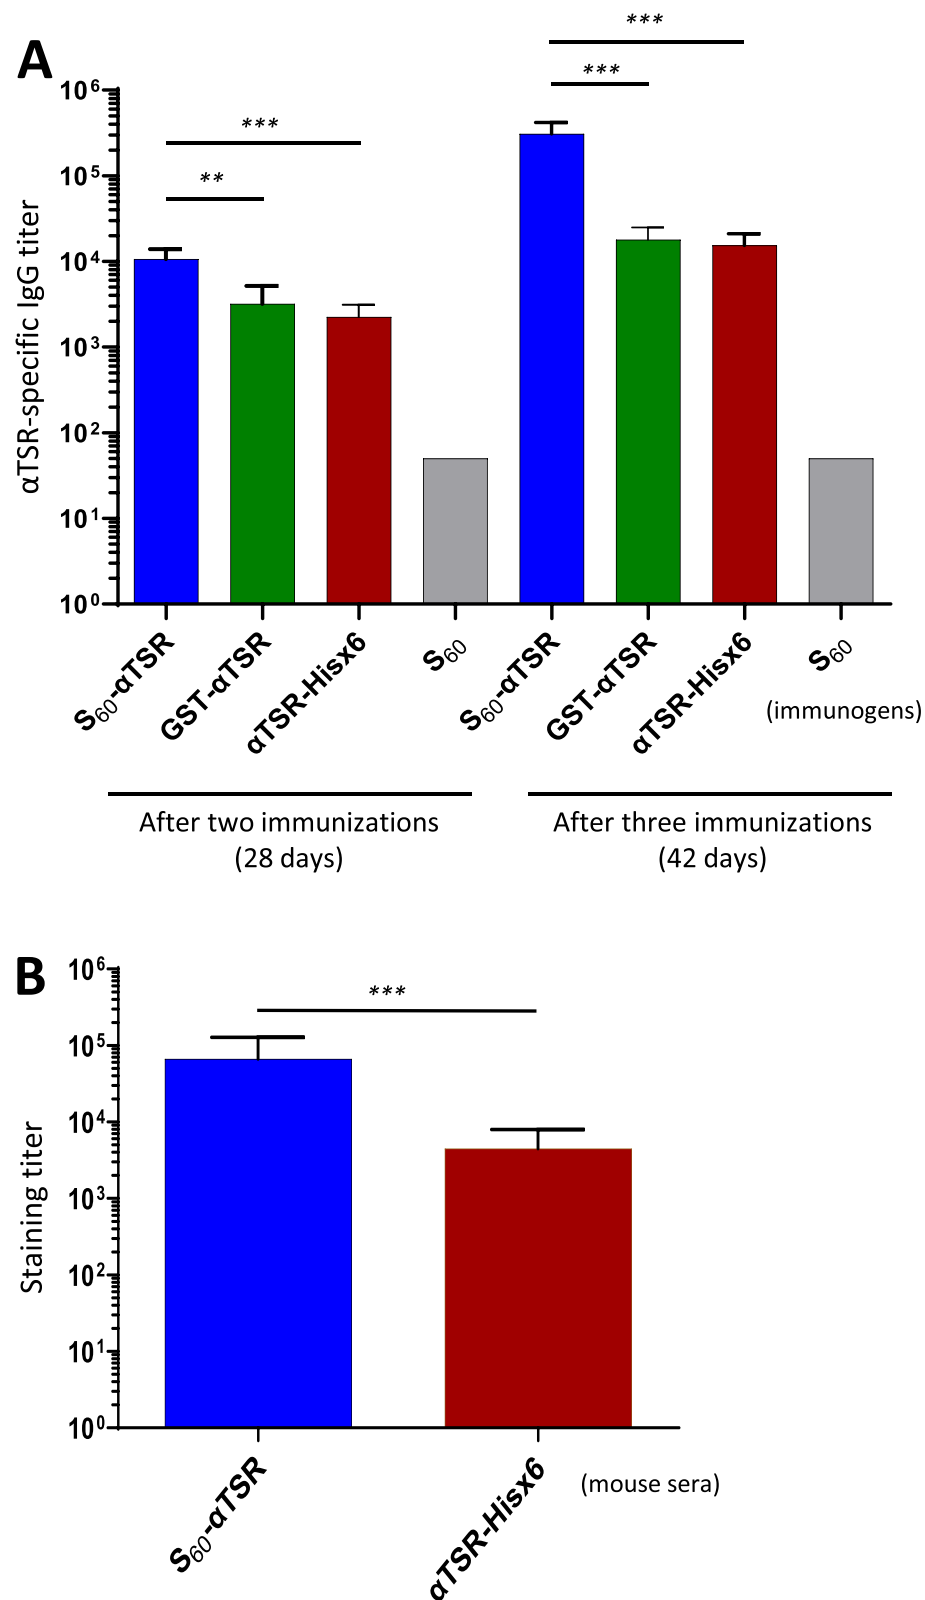 A
***
***
***
**
αTSR-specific IgG titer
10⁶
10⁵
10⁴
10³
10²
10¹
10⁰
S₆₀-αTSR
GST-αTSR
αTSR-Hisx6
S₆₀
S₆₀-αTSR
GST-αTSR
αTSR-Hisx6
S₆₀
(immunogens)
After two immunizations
(28 days)
After three immunizations
(42 days)
B
***
Staining titer
10⁶
10⁵
10⁴
10³
10²
10¹
10⁰
S₆₀-αTSR
αTSR-Hisx6
(mouse sera)